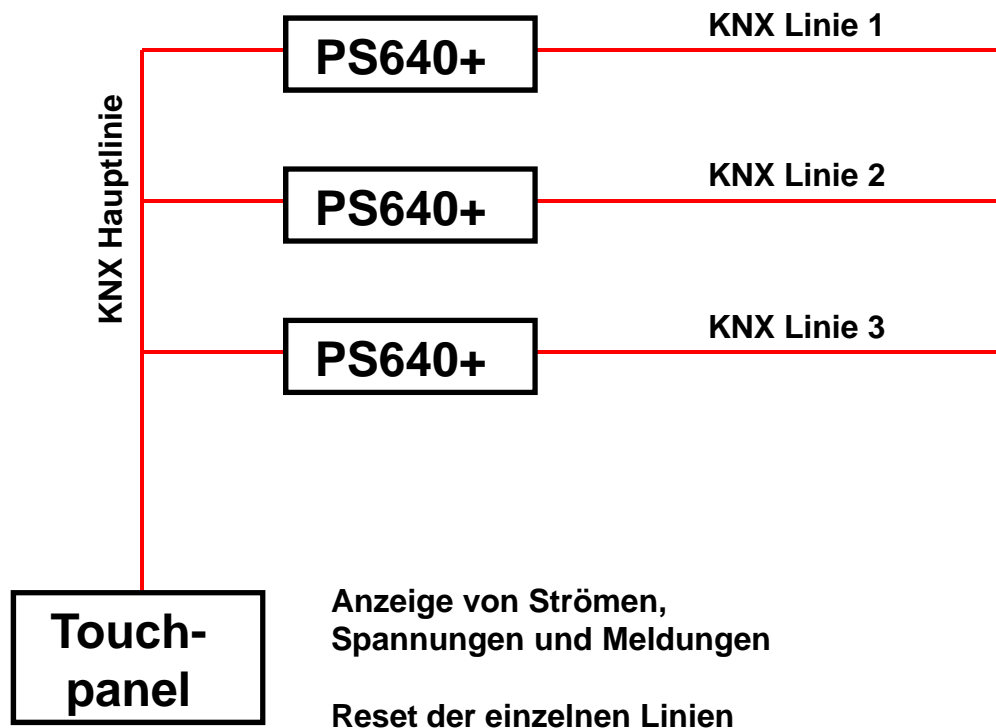 KNX Linie 1
PS640+
KNX Hauptlinie
KNX Linie 2
PS640+
KNX Linie 3
PS640+
Touch-
panel
Anzeige von Strömen,
Spannungen und Meldungen
Reset der einzelnen Linien